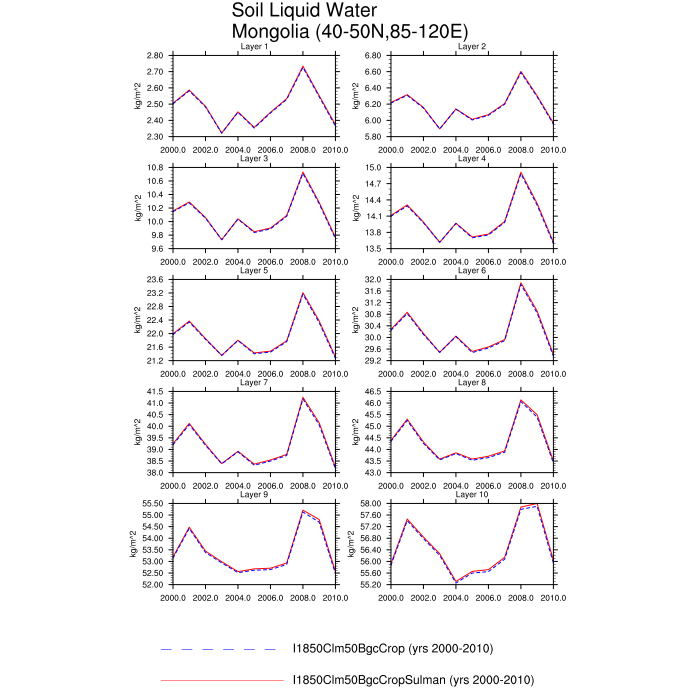 Soil Liquid Water
Mongolia (40-50N,85-120E)
Layer 1
Layer 2
2.80
2.70
2.60
2.50
2.40
2.30
kg/m^2
2000.0 2002.0 2004.0 2006.0 2008.0 2010.0
6.80
6.60
6.40
6.20
6.00
5.80
kg/m^2
2000.0 2002.0 2004.0 2006.0 2008.0 2010.0
Layer 3
Layer 4
10.8
10.6
10.4
10.2
10.0
9.8
9.6
kg/m^2
2000.0 2002.0 2004.0 2006.0 2008.0 2010.0
15.0
14.7
14.4
14.1
13.8
13.5
kg/m^2
2000.0 2002.0 2004.0 2006.0 2008.0 2010.0
Layer 5
Layer 6
23.6
23.2
22.8
22.4
22.0
21.6
21.2
kg/m^2
2000.0 2002.0 2004.0 2006.0 2008.0 2010.0
32.0
31.6
31.2
30.8
30.4
30.0
29.6
29.2
kg/m^2
2000.0 2002.0 2004.0 2006.0 2008.0 2010.0
Layer 7
Layer 8
41.5
41.0
40.5
40.0
39.5
39.0
38.5
38.0
kg/m^2
2000.0 2002.0 2004.0 2006.0 2008.0 2010.0
46.5
46.0
45.5
45.0
44.5
44.0
43.5
43.0
kg/m^2
2000.0 2002.0 2004.0 2006.0 2008.0 2010.0
Layer 9
Layer 10
55.50
55.00
54.50
54.00
53.50
53.00
52.50
52.00
kg/m^2
2000.0 2002.0 2004.0 2006.0 2008.0 2010.0
58.00
57.60
57.20
56.80
56.40
56.00
55.60
55.20
kg/m^2
2000.0 2002.0 2004.0 2006.0 2008.0 2010.0
I1850Clm50BgcCrop (yrs 2000-2010)
I1850Clm50BgcCropSulman (yrs 2000-2010)